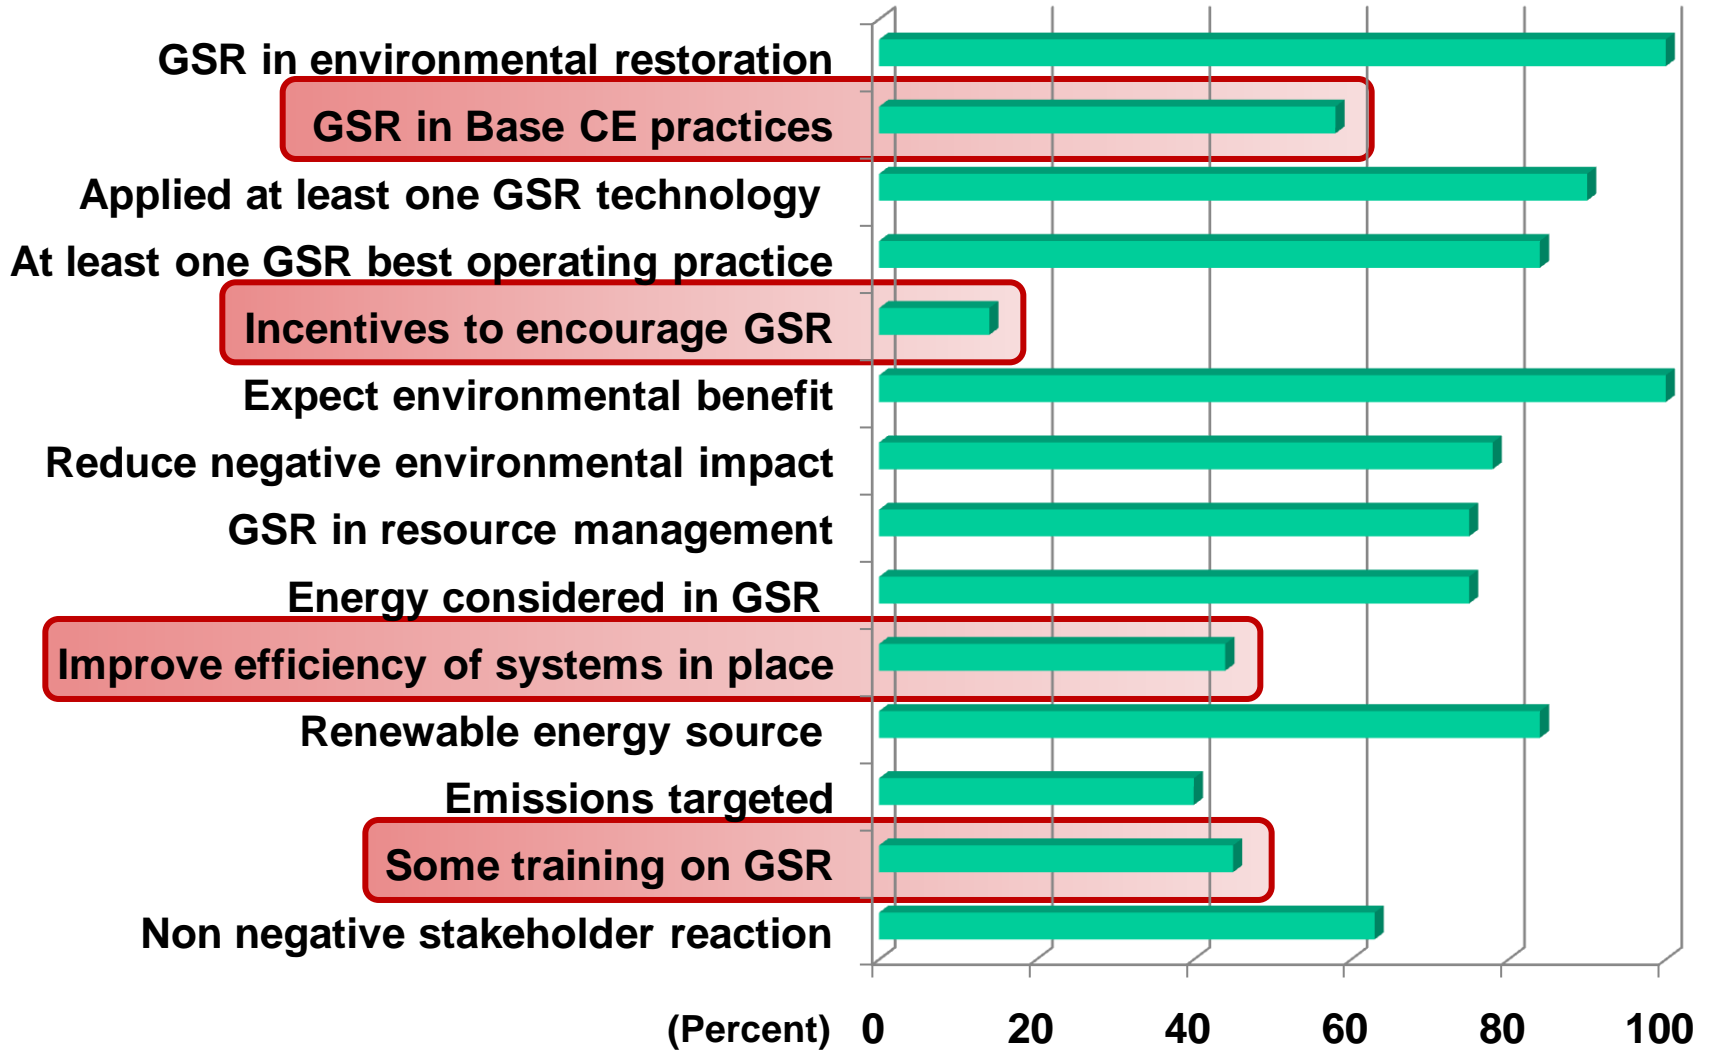 GSR in environmental restoration
GSR in Base CE practices
Applied at least one GSR technology
At least one GSR best operating practice
Incentives to encourage GSR
Expect environmental benefit
Reduce negative environmental impact
GSR in resource management
Energy considered in GSR
Improve efficiency of systems in place
Renewable energy source
Emissions targeted
Some training on GSR
Non negative stakeholder reaction
(Percent) 0 20 40 60 80 100